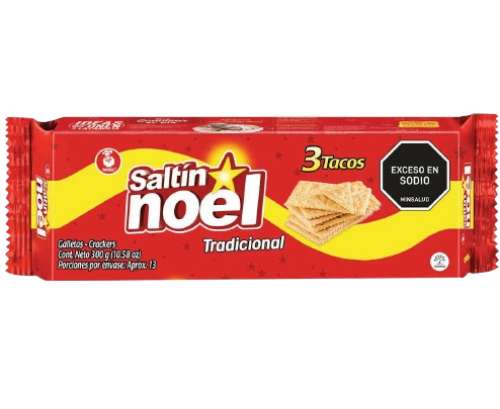 Saltín
noel
Tradicional
3 Tacos
EXCESO EN
SODIO
MINSALUD
Galletas - Crackers
Cont. Neto 300 g (10.58 oz)
Porciones por envase: Aprox. 13